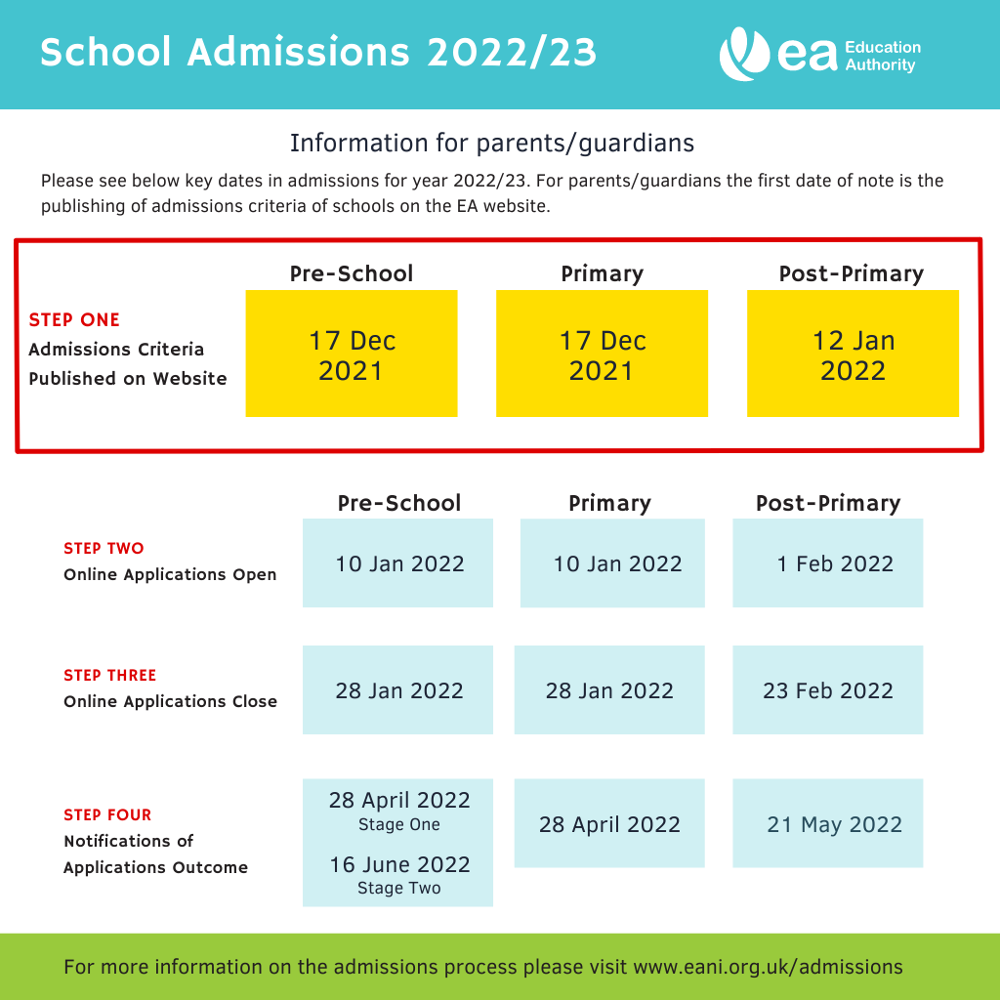 School Admissions 2022/23
ea Education
Authority
Information for parents/guardians
Please see below key dates in admissions for year 2022/23. For parents/guardians the first date of note is the
publishing of admissions criteria of schools on the EA website.
Pre-School Primary Post-Primary
STEP ONE
Admissions Criteria
Published on Website
17 Dec
2021
17 Dec
2021
12 Jan
2022
Pre-School Primary Post-Primary
STEP TWO
Online Applications Open
10 Jan 2022
10 Jan 2022
1 Feb 2022
STEP THREE
Online Applications Close
28 Jan 2022
28 Jan 2022
23 Feb 2022
STEP FOUR
Notifications of
Applications Outcome
28 April 2022
Stage One
16 June 2022
Stage Two
28 April 2022
21 May 2022
For more information on the admissions process please visit www.eani.org.uk/admissions